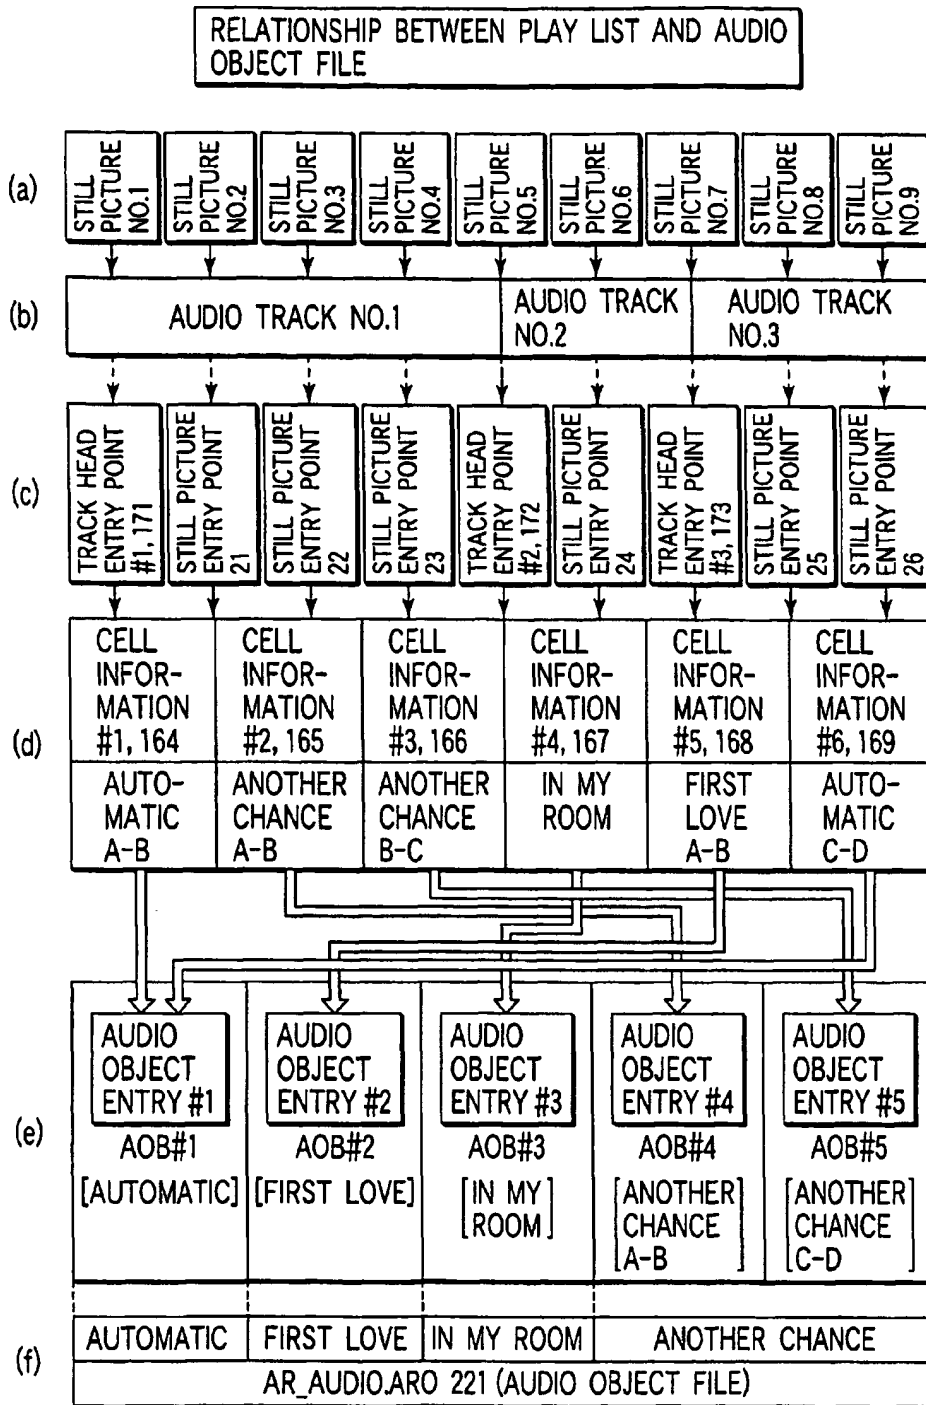 RELATIONSHIP BETWEEN PLAY LIST AND AUDIO
OBJECT FILE
(a)
STILL
PICTURE
NO.1
STILL
PICTURE
NO.2
STILL
PICTURE
NO.3
STILL
PICTURE
NO.4
STILL
PICTURE
NO.5
STILL
PICTURE
NO.6
STILL
PICTURE
NO.7
STILL
PICTURE
NO.8
STILL
PICTURE
NO.9
(b)
AUDIO TRACK NO.1
AUDIO TRACK
NO.2
AUDIO TRACK
NO.3
(c)
TRACK HEAD
ENTRY POINT
#1, 171
STILL PICTURE
ENTRY POINT
21
STILL PICTURE
ENTRY POINT
22
STILL PICTURE
ENTRY POINT
23
TRACK HEAD
ENTRY POINT
#2, 172
STILL PICTURE
ENTRY POINT
24
TRACK HEAD
ENTRY POINT
#3, 173
STILL PICTURE
ENTRY POINT
25
STILL PICTURE
ENTRY POINT
26
(d)
CELL
INFOR-
MATION
#1, 164
CELL
INFOR-
MATION
#2, 165
CELL
INFOR-
MATION
#3, 166
CELL
INFOR-
MATION
#4, 167
CELL
INFOR-
MATION
#5, 168
CELL
INFOR-
MATION
#6, 169
AUTO-
MATIC
A-B
ANOTHER
CHANCE
A-B
ANOTHER
CHANCE
B-C
IN MY
ROOM
FIRST
LOVE
A-B
AUTO-
MATIC
C-D
(e)
AUDIO
OBJECT
ENTRY #1
AOB#1
[AUTOMATIC]
AUDIO
OBJECT
ENTRY #2
AOB#2
[FIRST LOVE]
AUDIO
OBJECT
ENTRY #3
AOB#3
[IN MY
ROOM]
AUDIO
OBJECT
ENTRY #4
AOB#4
[ANOTHER
CHANCE
A-B]
AUDIO
OBJECT
ENTRY #5
AOB#5
[ANOTHER
CHANCE
C-D]
(f)
AUTOMATIC
FIRST LOVE
IN MY ROOM
ANOTHER CHANCE
AR_AUDIO.ARO 221 (AUDIO OBJECT FILE)